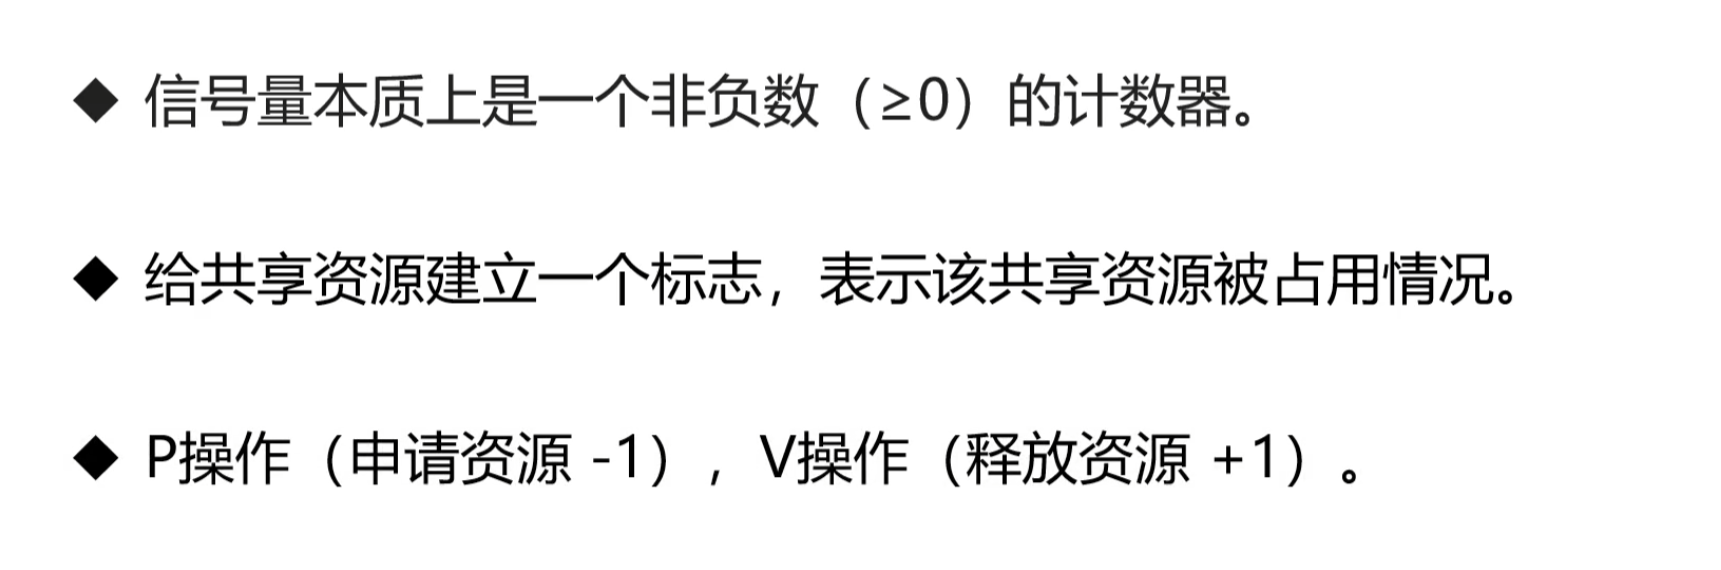 ◆ 信号量本质上是一个非负数（≥0）的计数器。
◆ 给共享资源建立一个标志，表示该共享资源被占用情况。
◆ P操作（申请资源 -1），V操作（释放资源 +1）。